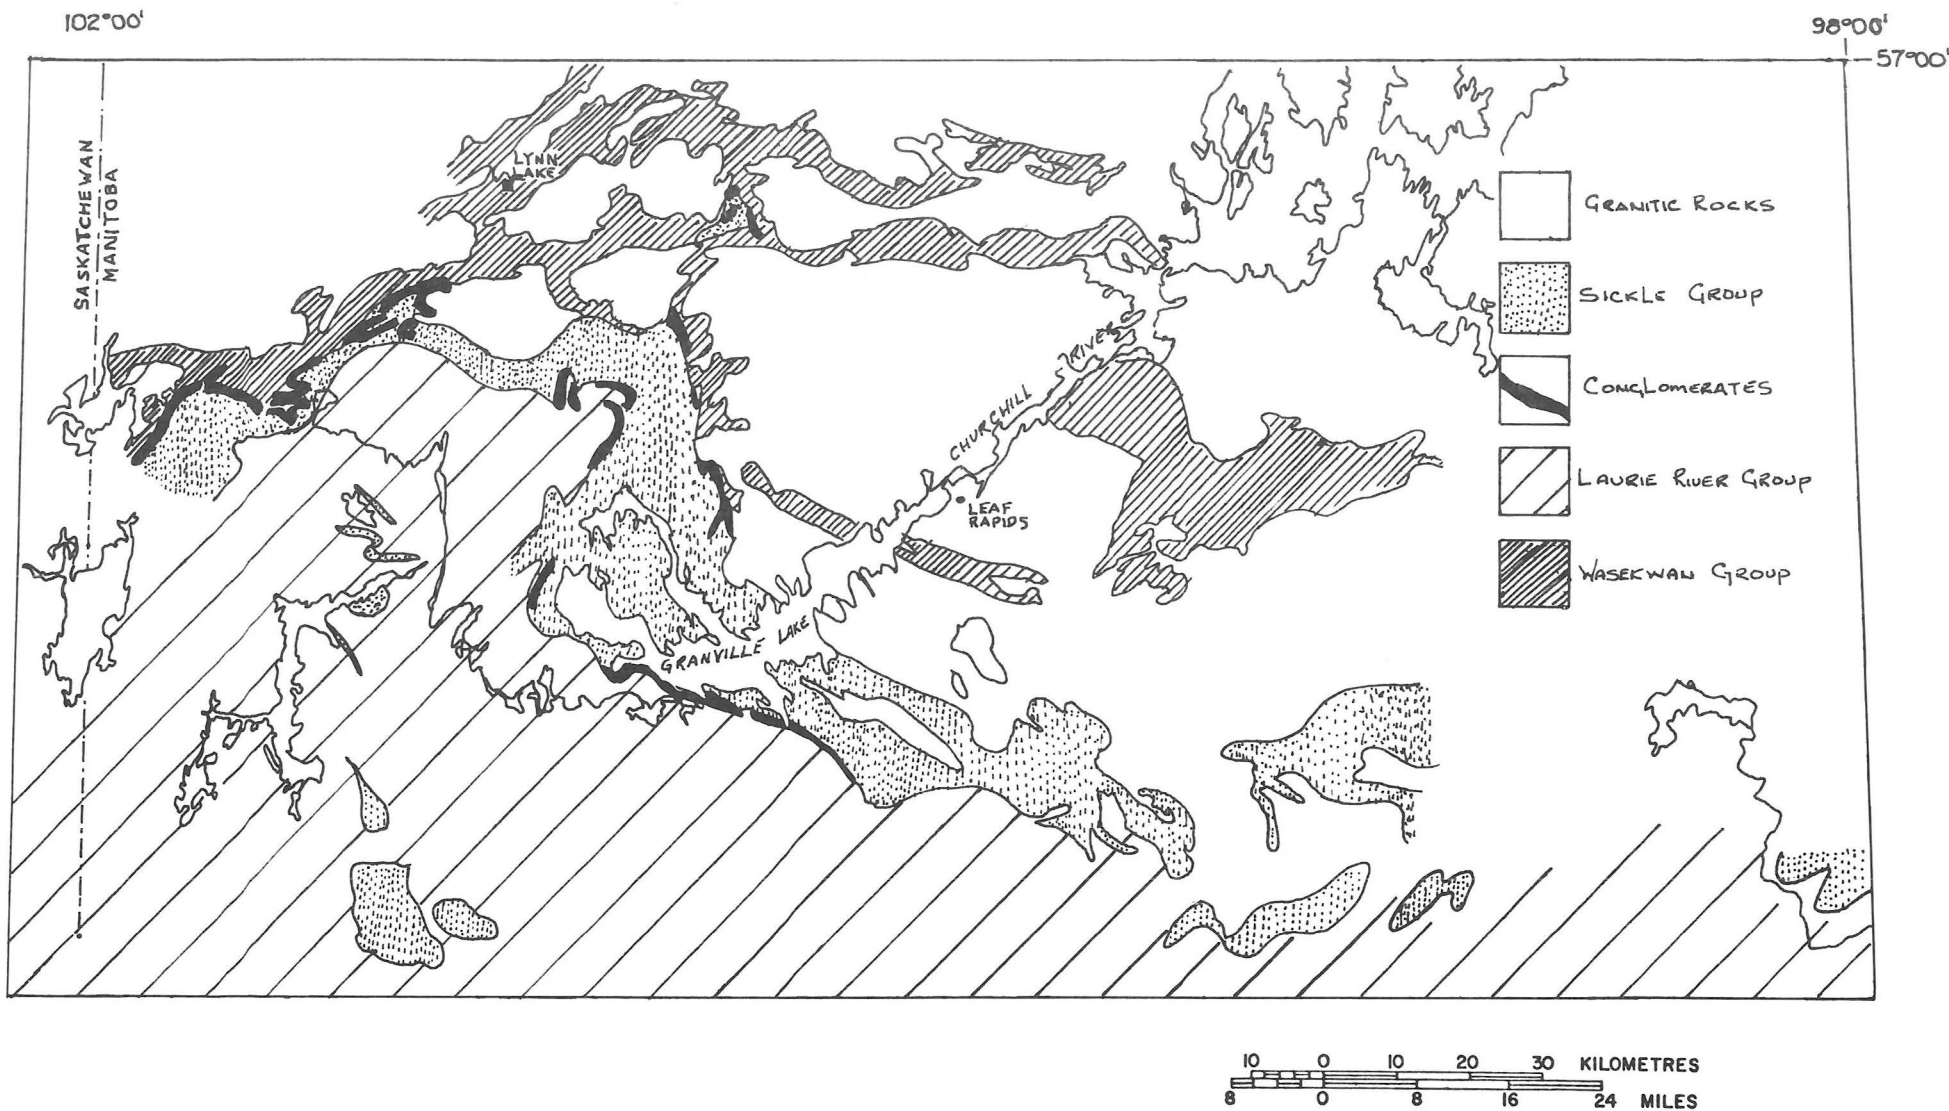 102°00'
98°00'
57°00'
SASKATCHEWAN
MANITOBA
LYNN
LAKE
CHURCHILL RIVER
LEAF
RAPIDS
GRANVILLE LAKE
GRANITIC ROCKS
SICKLE GROUP
CONGLOMERATES
LAURIE RIVER GROUP
WASEKWAN GROUP
10 0 10 20 30 KILOMETRES
8 0 8 16 24 MILES